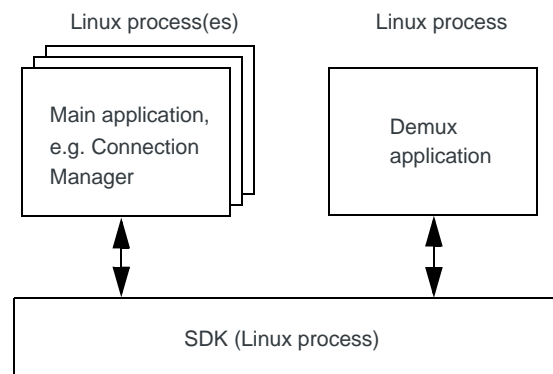 Linux process(es)
Linux process
Main application,
e.g. Connection
Manager
Demux
application
SDK (Linux process)